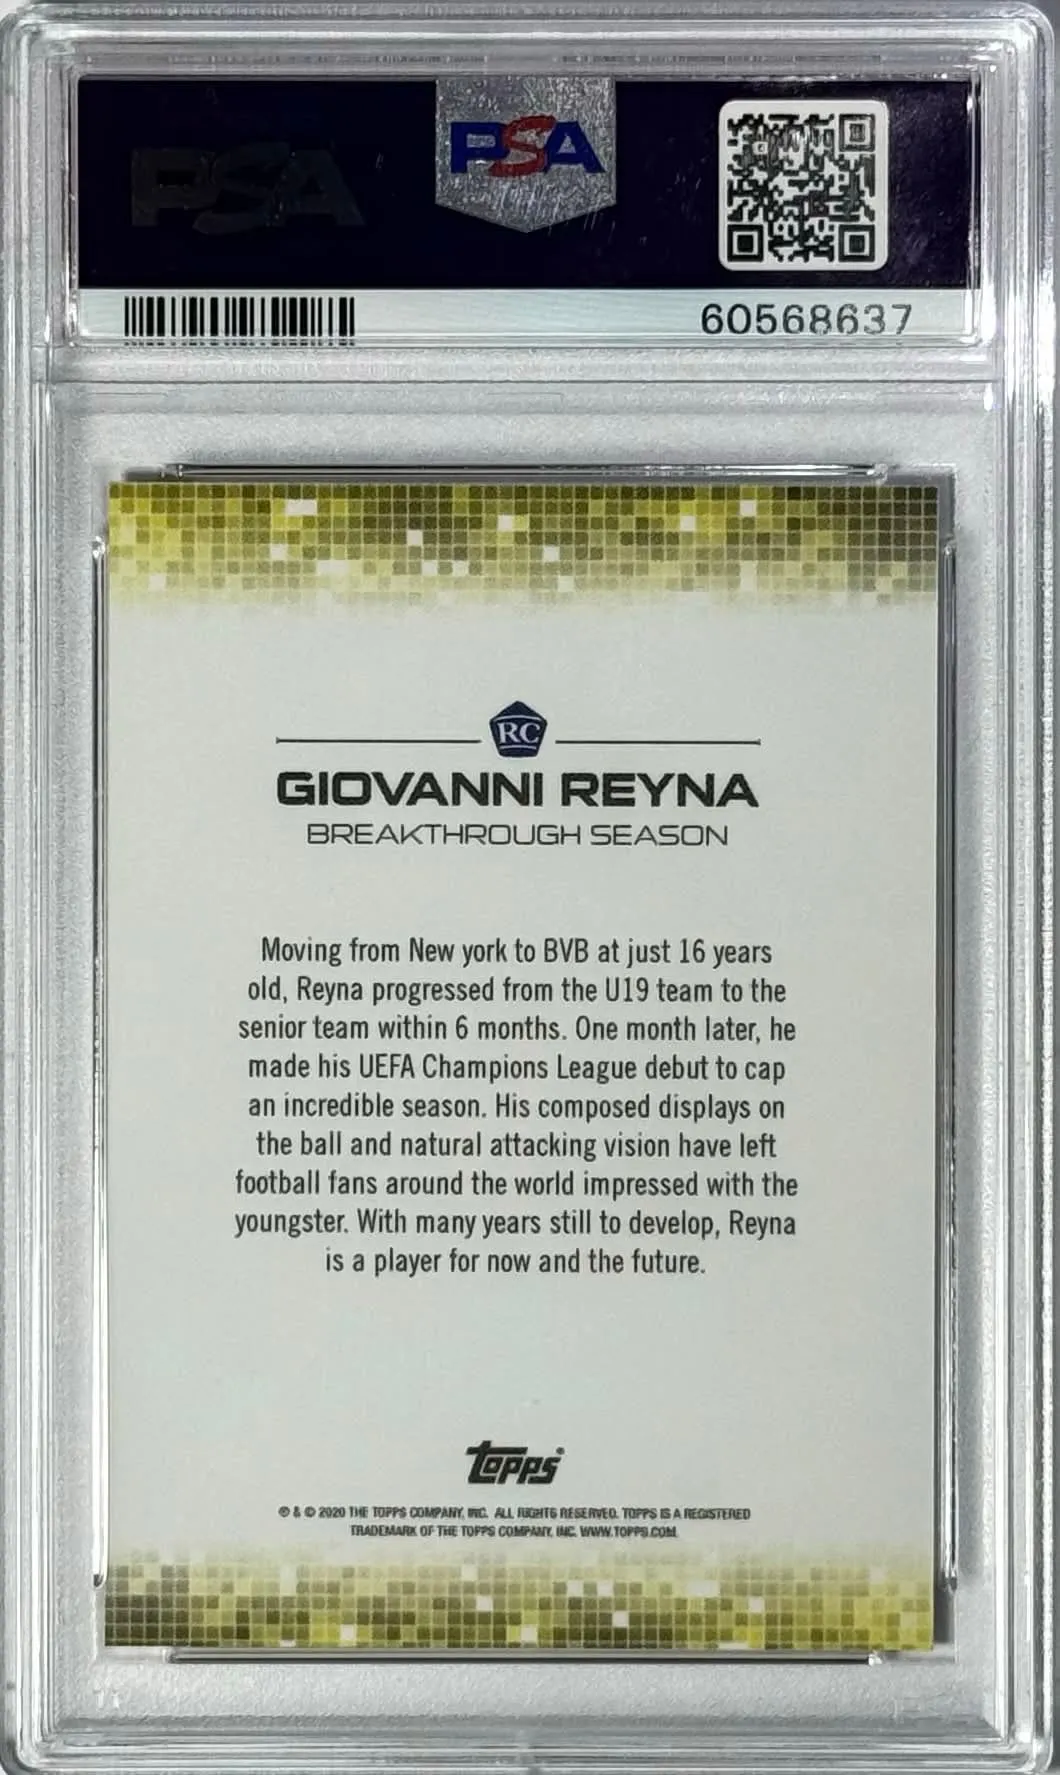 PSA
PSA
60568637
RC
GIOVANNI REYNA
BREAKTHROUGH SEASON
Moving from New york to BVB at just 16 years
old, Reyna progressed from the U19 team to the
senior team within 6 months. One month later, he
made his UEFA Champions League debut to cap
an incredible season. His composed displays on
the ball and natural attacking vision have left
football fans around the world impressed with the
youngster. With many years still to develop, Reyna
is a player for now and the future.
Topps
® & © 2020 THE TOPPS COMPANY, INC. ALL RIGHTS RESERVED. TOPPS IS A REGISTERED
TRADEMARK OF THE TOPPS COMPANY, INC. WWW.TOPPS.COM.